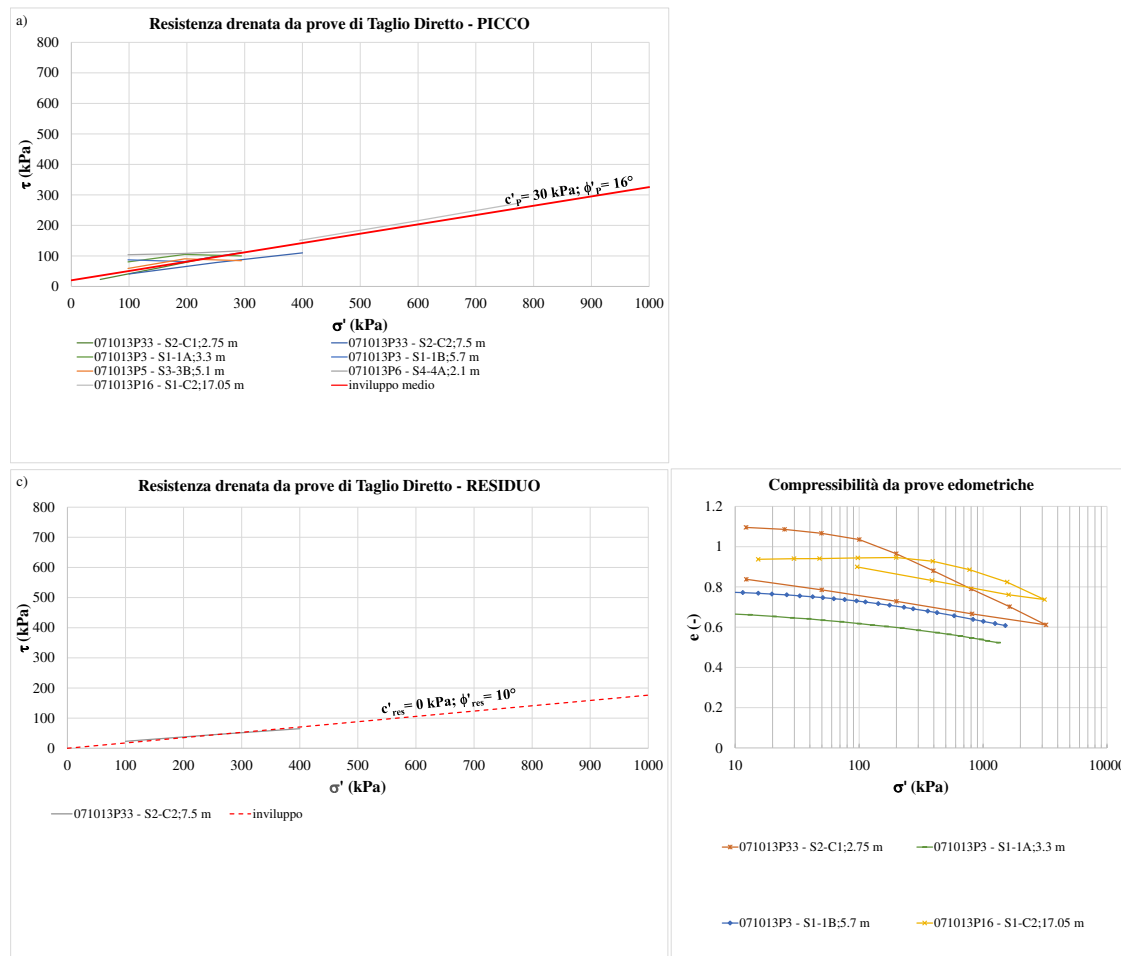 a)
Resistenza drenata da prove di Taglio Diretto - PICCO
800
700
600
500
400
300
200
100
0
τ (kPa)
c'p= 30 kPa; ϕ'p= 16°
0 100 200 300 400 500 600 700 800 900 1000
σ' (kPa)
071013P33 - S2-C1;2.75 m 071013P33 - S2-C2;7.5 m
071013P3 - S1-1A;3.3 m 071013P3 - S1-1B;5.7 m
071013P5 - S3-3B;5.1 m 071013P6 - S4-4A;2.1 m
071013P16 - S1-C2;17.05 m inviluppo medio
c)
Resistenza drenata da prove di Taglio Diretto - RESIDUO
800
700
600
500
400
300
200
100
0
τ (kPa)
c'res= 0 kPa; ϕ'res= 10°
0 100 200 300 400 500 600 700 800 900 1000
σ' (kPa)
071013P33 - S2-C2;7.5 m inviluppo
Compressibilità da prove edometriche
1.2
1
0.8
0.6
0.4
0.2
0
e (-)
10 100 1000 10000
σ' (kPa)
071013P33 - S2-C1;2.75 m 071013P3 - S1-1A;3.3 m
071013P3 - S1-1B;5.7 m 071013P16 - S1-C2;17.05 m